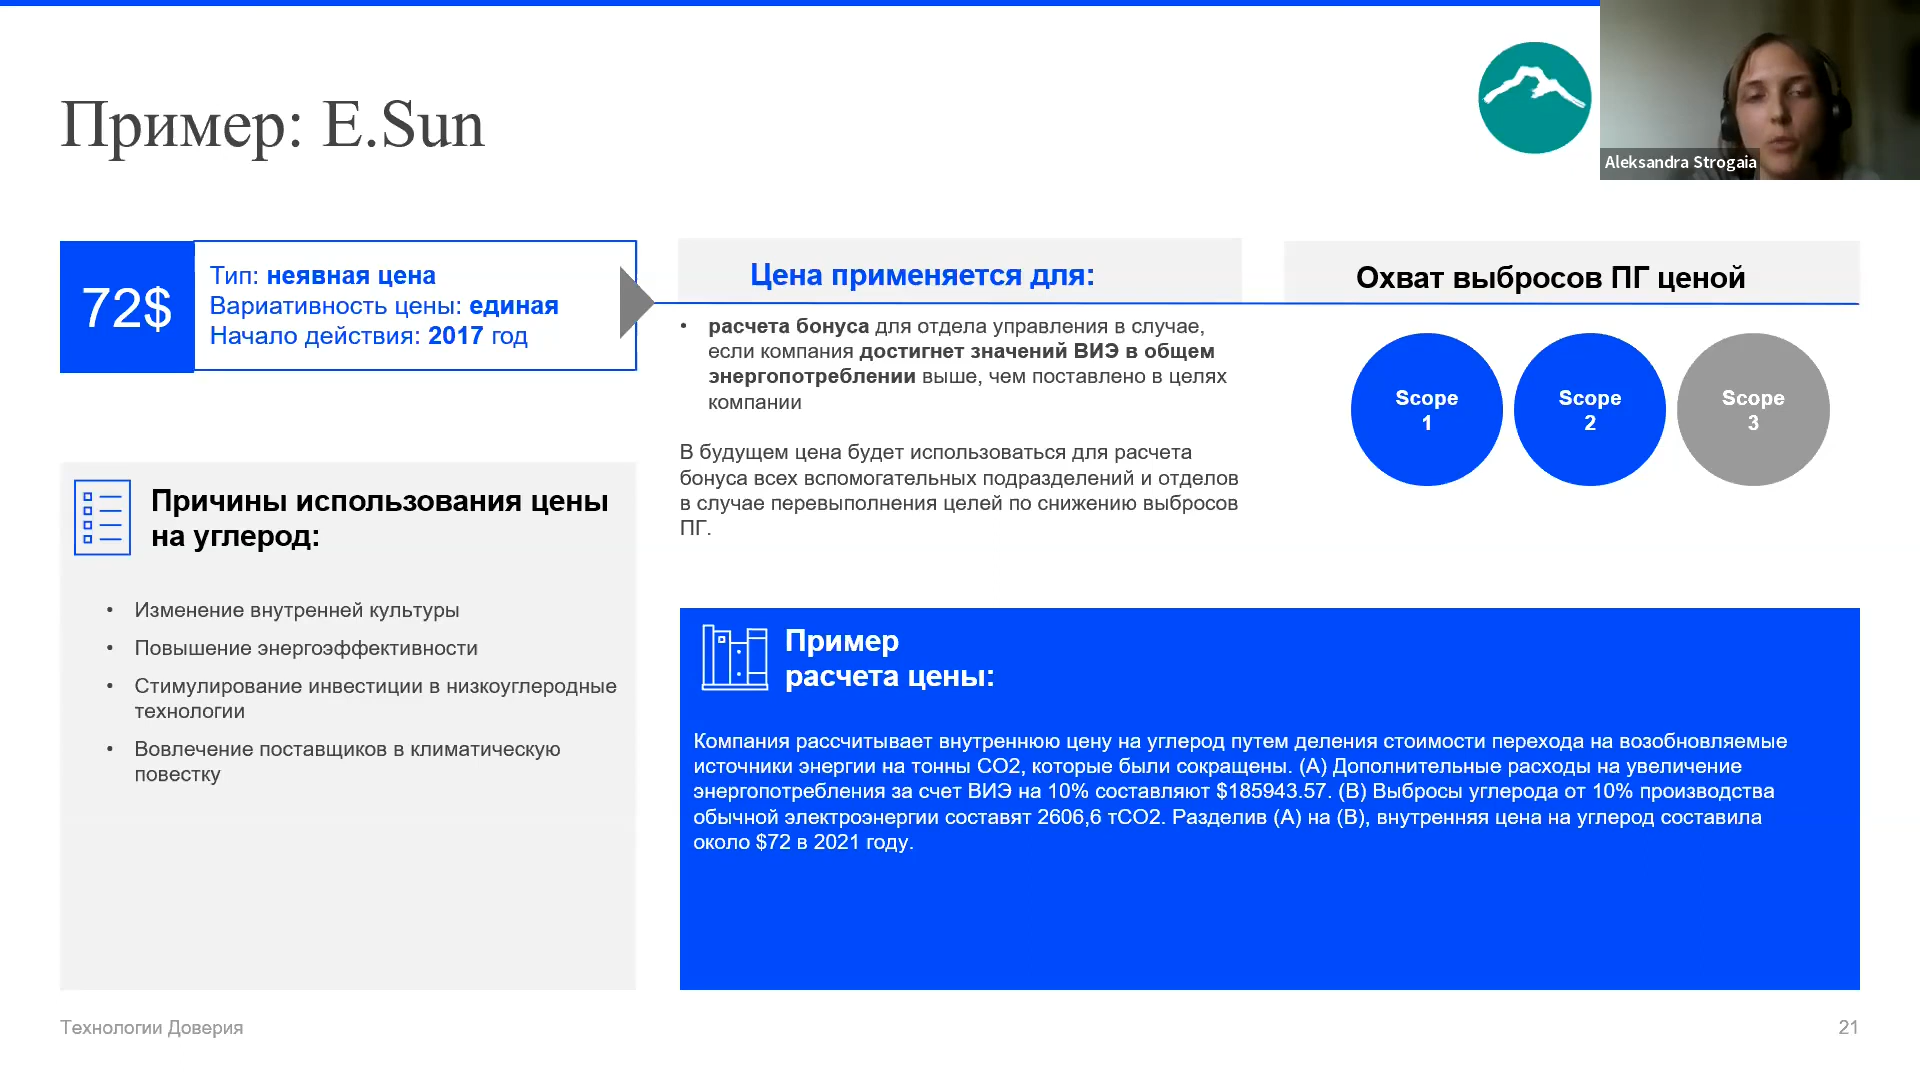 Пример: E.Sun
Aleksandra Strogaia
72$
Тип: неявная цена
Вариативность цены: единая
Начало действия: 2017 год
Цена применяется для:
• расчета бонуса для отдела управления в случае,
если компания достигнет значений ВИЭ в общем
энергопотреблении выше, чем поставлено в целях
компании
В будущем цена будет использоваться для расчета
бонуса всех вспомогательных подразделений и отделов
в случае перевыполнения целей по снижению выбросов
ПГ.
Охват выбросов ПГ ценой
Scope
1
Scope
2
Scope
3
Причины использования цены
на углерод:
• Изменение внутренней культуры
• Повышение энергоэффективности
• Стимулирование инвестиции в низкоуглеродные
технологии
• Вовлечение поставщиков в климатическую
повестку
Пример
расчета цены:
Компания рассчитывает внутреннюю цену на углерод путем деления стоимости перехода на возобновляемые
источники энергии на тонны CO2, которые были сокращены. (A) Дополнительные расходы на увеличение
энергопотребления за счет ВИЭ на 10% составляют $185943.57. (B) Выбросы углерода от 10% производства
обычной электроэнергии составят 2606,6 тCO2. Разделив (A) на (B), внутренняя цена на углерод составила
около $72 в 2021 году.
Технологии Доверия
21